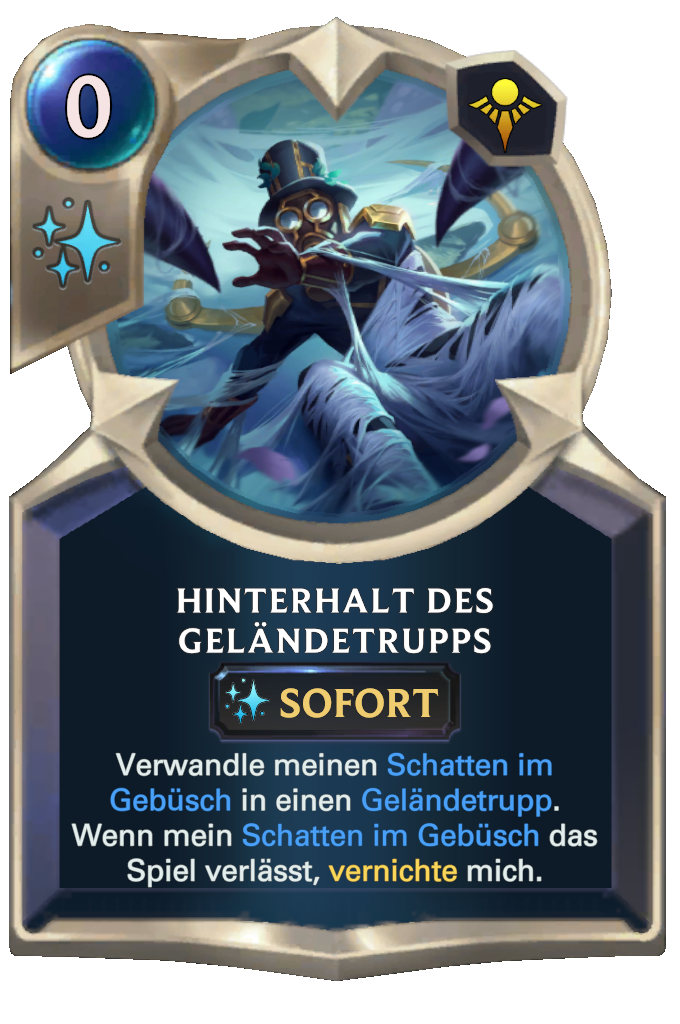 0
HINTERHALT DES
GELÄNDETRUPPS
SOFORT
Verwandle meinen Schatten im
Gebüsch in einen Geländetrupp.
Wenn mein Schatten im Gebüsch das
Spiel verlässt, vernichte mich.